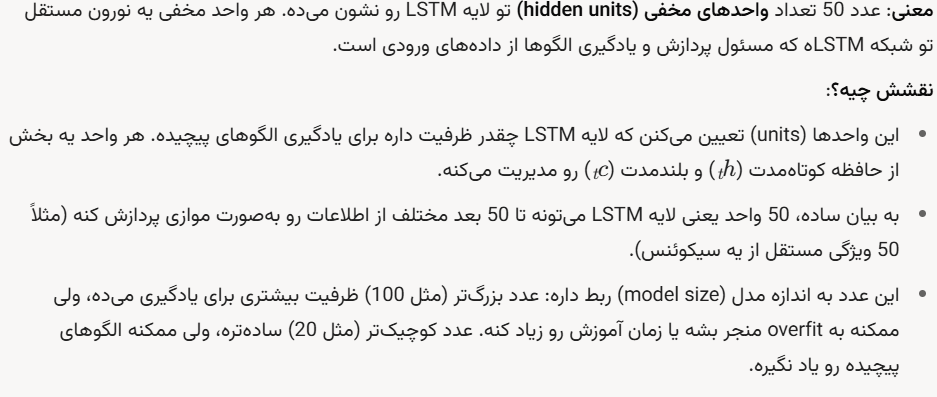 معنی: عدد 50 تعداد واحدهای مخفی (hidden units) تو لایه LSTM رو نشون می‌ده. هر واحد مخفی یه نورون مستقل
تو شبکه LSTMه که مسئول پردازش و یادگیری الگوها از داده‌های ورودی است.
نقشش چیه؟:
• این واحدها (units) تعیین می‌کنن که لایه LSTM چقدر ظرفیت داره برای یادگیری الگوهای پیچیده. هر واحد یه بخش
از حافظه کوتاه‌مدت (hₜ) و بلندمدت (cₜ) رو مدیریت می‌کنه.
• به بیان ساده، 50 واحد یعنی لایه LSTM می‌تونه تا 50 بعد مختلف از اطلاعات رو به‌صورت موازی پردازش کنه (مثلاً
50 ویژگی مستقل از یه سیکوئنس).
• این عدد به اندازه مدل (model size) ربط داره: عدد بزرگ‌تر (مثل 100) ظرفیت بیشتری برای یادگیری می‌ده، ولی
ممکنه به overfit منجر بشه یا زمان آموزش رو زیاد کنه. عدد کوچیک‌تر (مثل 20) ساده‌تره، ولی ممکنه الگوهای
پیچیده رو یاد نگیره.